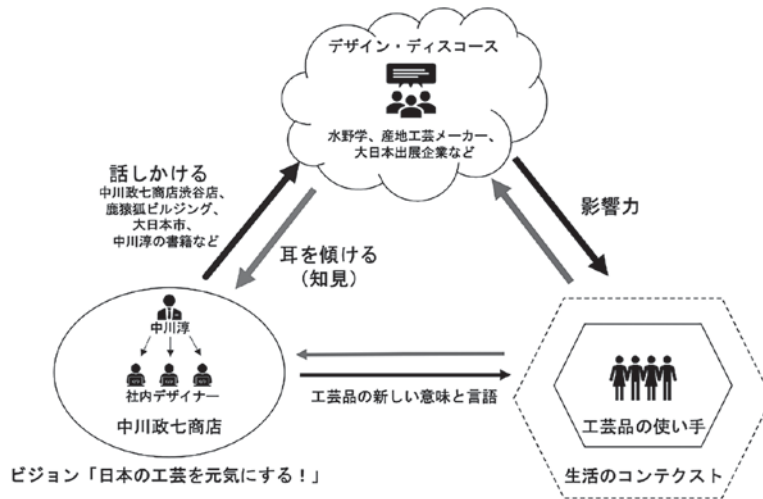 デザイン・ディスコース
水野学、産地工芸メーカー、
大日本出展企業など
話しかける
中川政七商店渋谷店、
鹿猿狐ビルヂング、
大日本市、
中川淳の書籍など
耳を傾ける
（知見）
影響力
中川淳
社内デザイナー
中川政七商店
工芸品の新しい意味と言語
工芸品の使い手
生活のコンテクスト
ビジョン「日本の工芸を元気にする！」